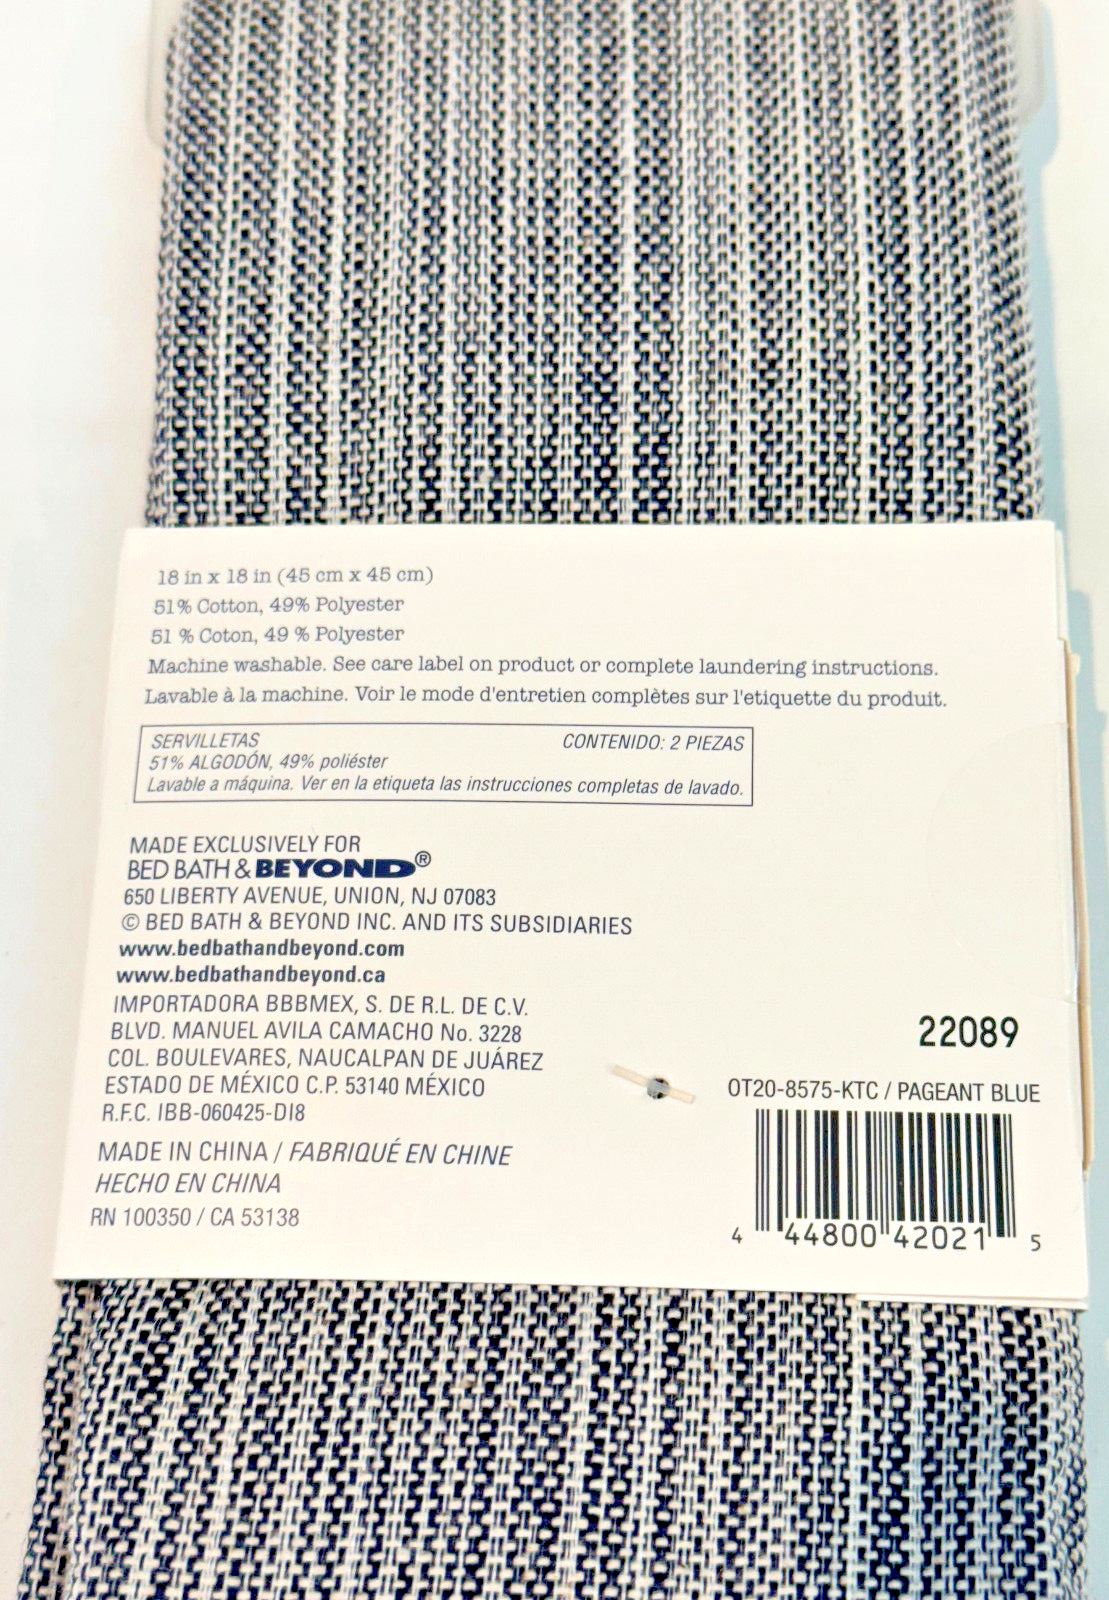 18 in x 18 in (45 cm x 45 cm)
51% Cotton, 49% Polyester
51 % Coton, 49 % Polyester
Machine washable. See care label on product or complete laundering instructions.
Lavable à la machine. Voir le mode d'entretien complètes sur l'etiquette du produit.
SERVILLETAS CONTENIDO: 2 PIEZAS
51% ALGODÓN, 49% poliéster
Lavable a máquina. Ver en la etiqueta las instrucciones completas de lavado.
MADE EXCLUSIVELY FOR
BED BATH & BEYOND®
650 LIBERTY AVENUE, UNION, NJ 07083
© BED BATH & BEYOND INC. AND ITS SUBSIDIARIES
www.bedbathandbeyond.com
www.bedbathandbeyond.ca
IMPORTADORA BBBMEX, S. DE R.L. DE C.V.
BLVD. MANUEL AVILA CAMACHO No. 3228
COL. BOULEVARES, NAUCALPAN DE JUÁREZ
ESTADO DE MÉXICO C.P. 53140 MÉXICO
R.F.C. IBB-060425-DI8
MADE IN CHINA / FABRIQUÉ EN CHINE
HECHO EN CHINA
RN 100350 / CA 53138
22089
OT20-8575-KTC / PAGEANT BLUE
4 44800 42021 5